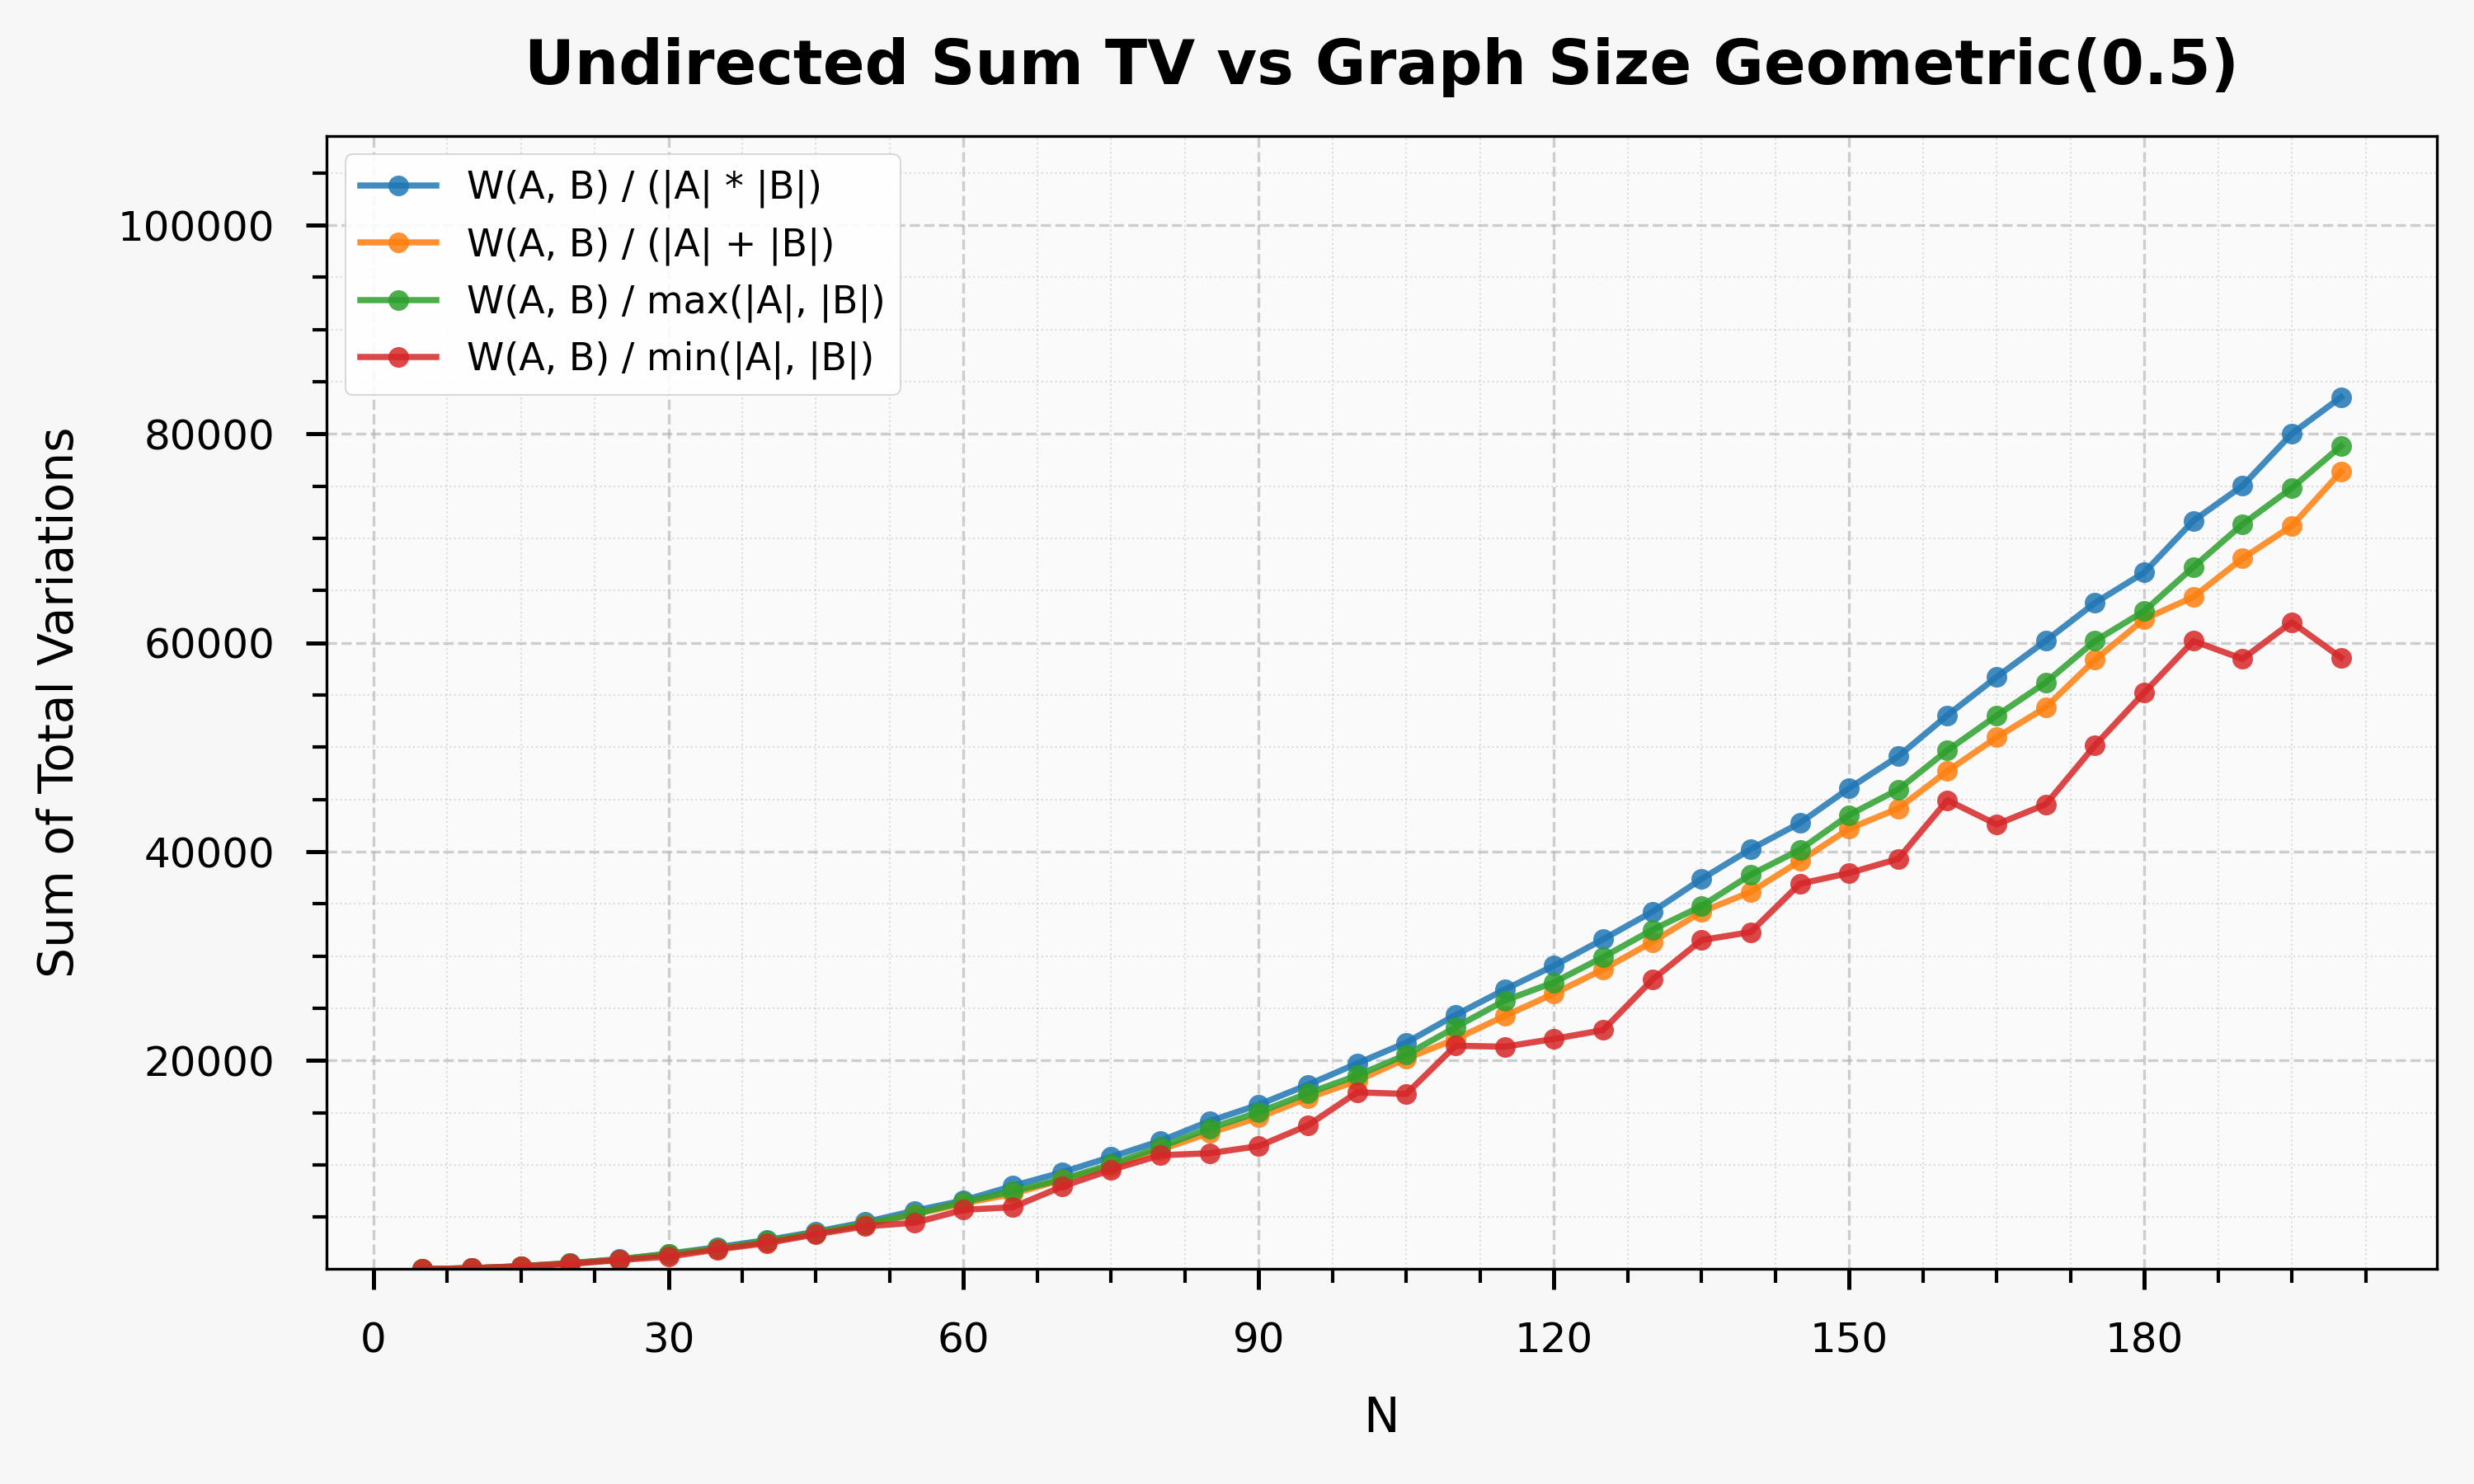 Undirected Sum TV vs Graph Size Geometric(0.5)
W(A, B) / (|A| * |B|)
W(A, B) / (|A| + |B|)
W(A, B) / max(|A|, |B|)
W(A, B) / min(|A|, |B|)
Sum of Total Variations
100000
80000
60000
40000
20000
0 30 60 90 120 150 180
N